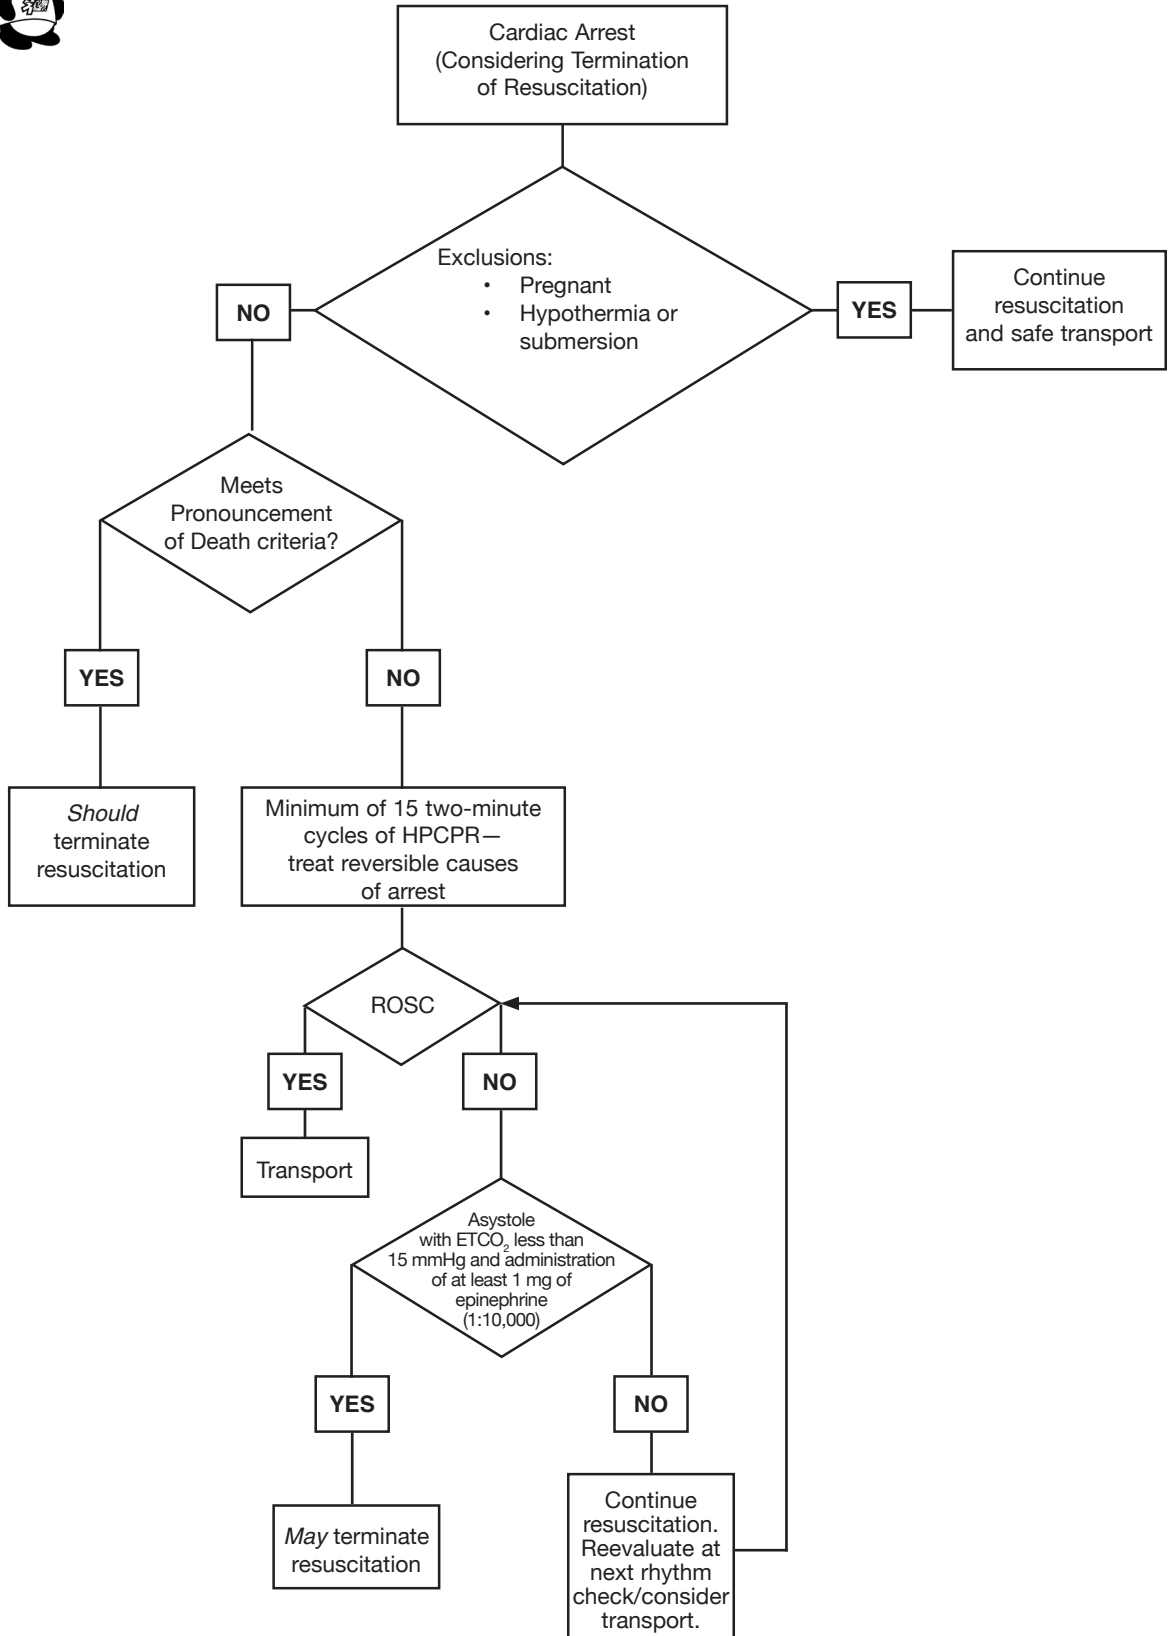 Cardiac Arrest
(Considering Termination
of Resuscitation)
Exclusions:
• Pregnant
• Hypothermia or
submersion
NO
YES
Continue
resuscitation
and safe transport
Meets
Pronouncement
of Death criteria?
YES
NO
Should
terminate
resuscitation
Minimum of 15 two-minute
cycles of HPCPR—
treat reversible causes
of arrest
ROSC
YES
NO
Transport
Asystole
with ETCO₂ less than
15 mmHg and administration
of at least 1 mg of
epinephrine
(1:10,000)
YES
NO
May terminate
resuscitation
Continue
resuscitation.
Reevaluate at
next rhythm
check/consider
transport.